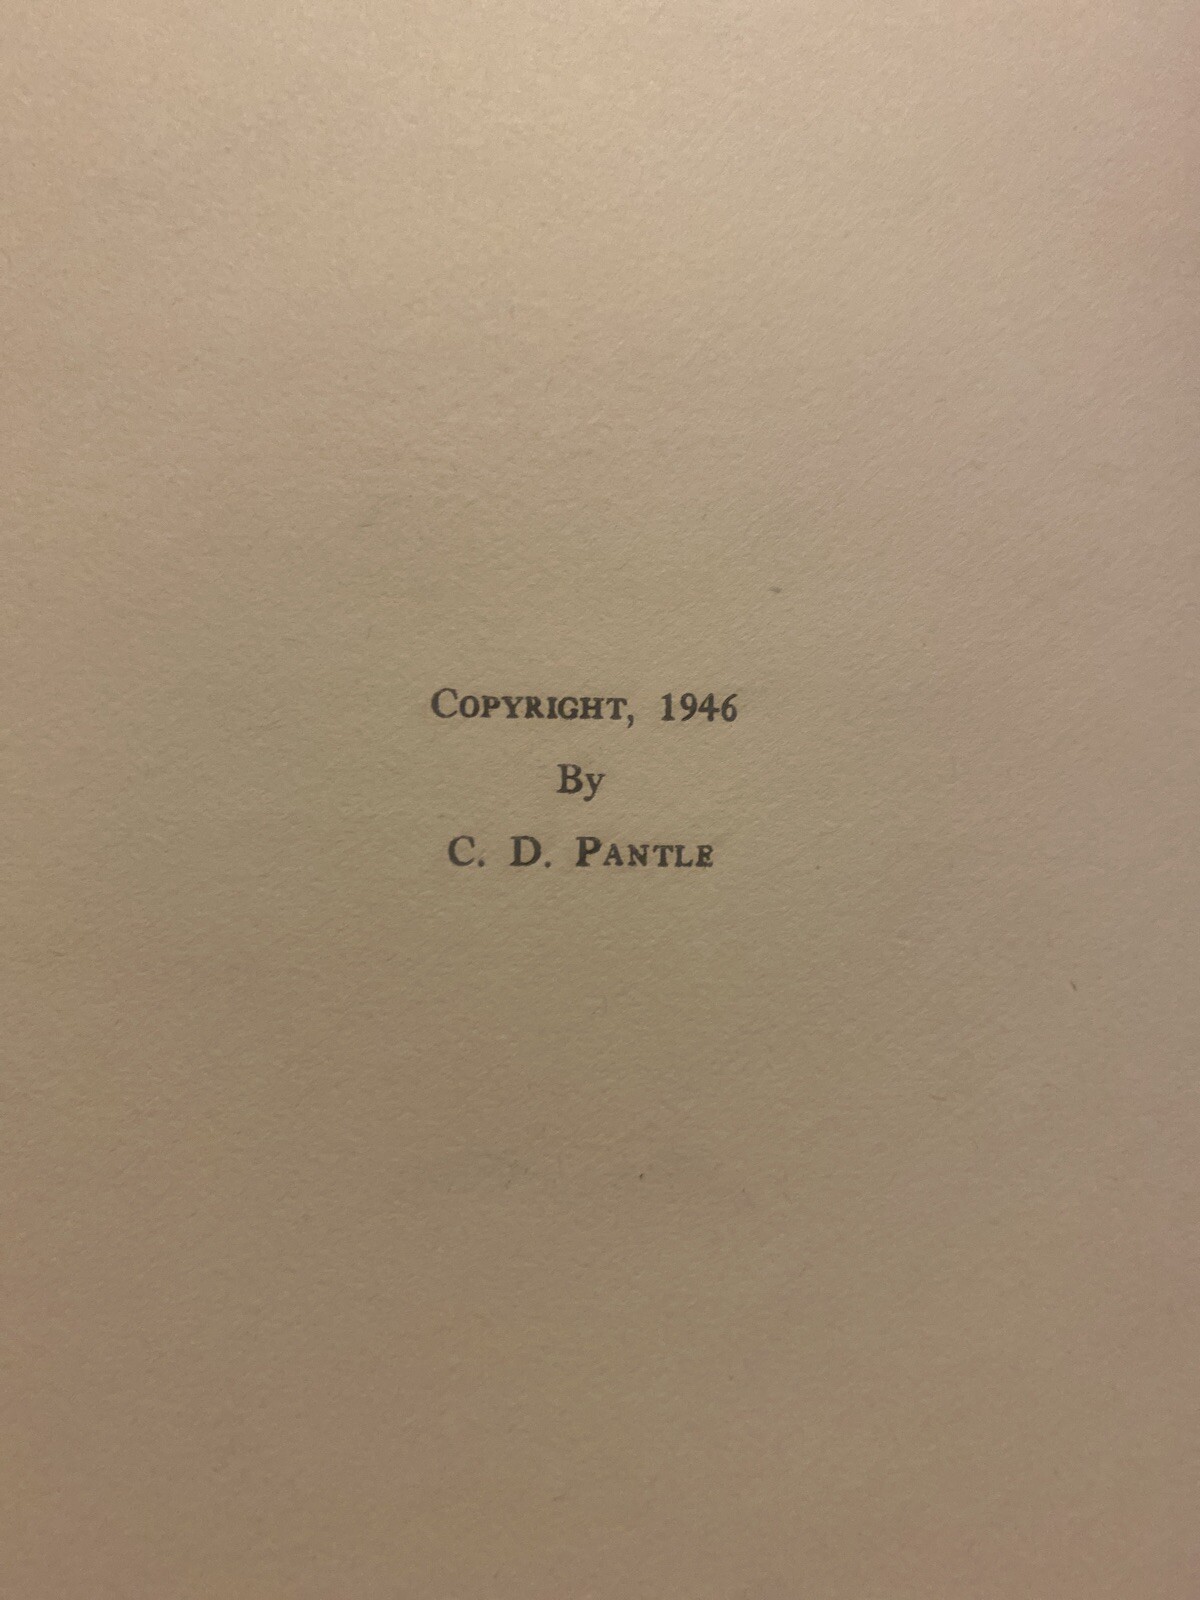 Copyright, 1946
By
C. D. Pantle